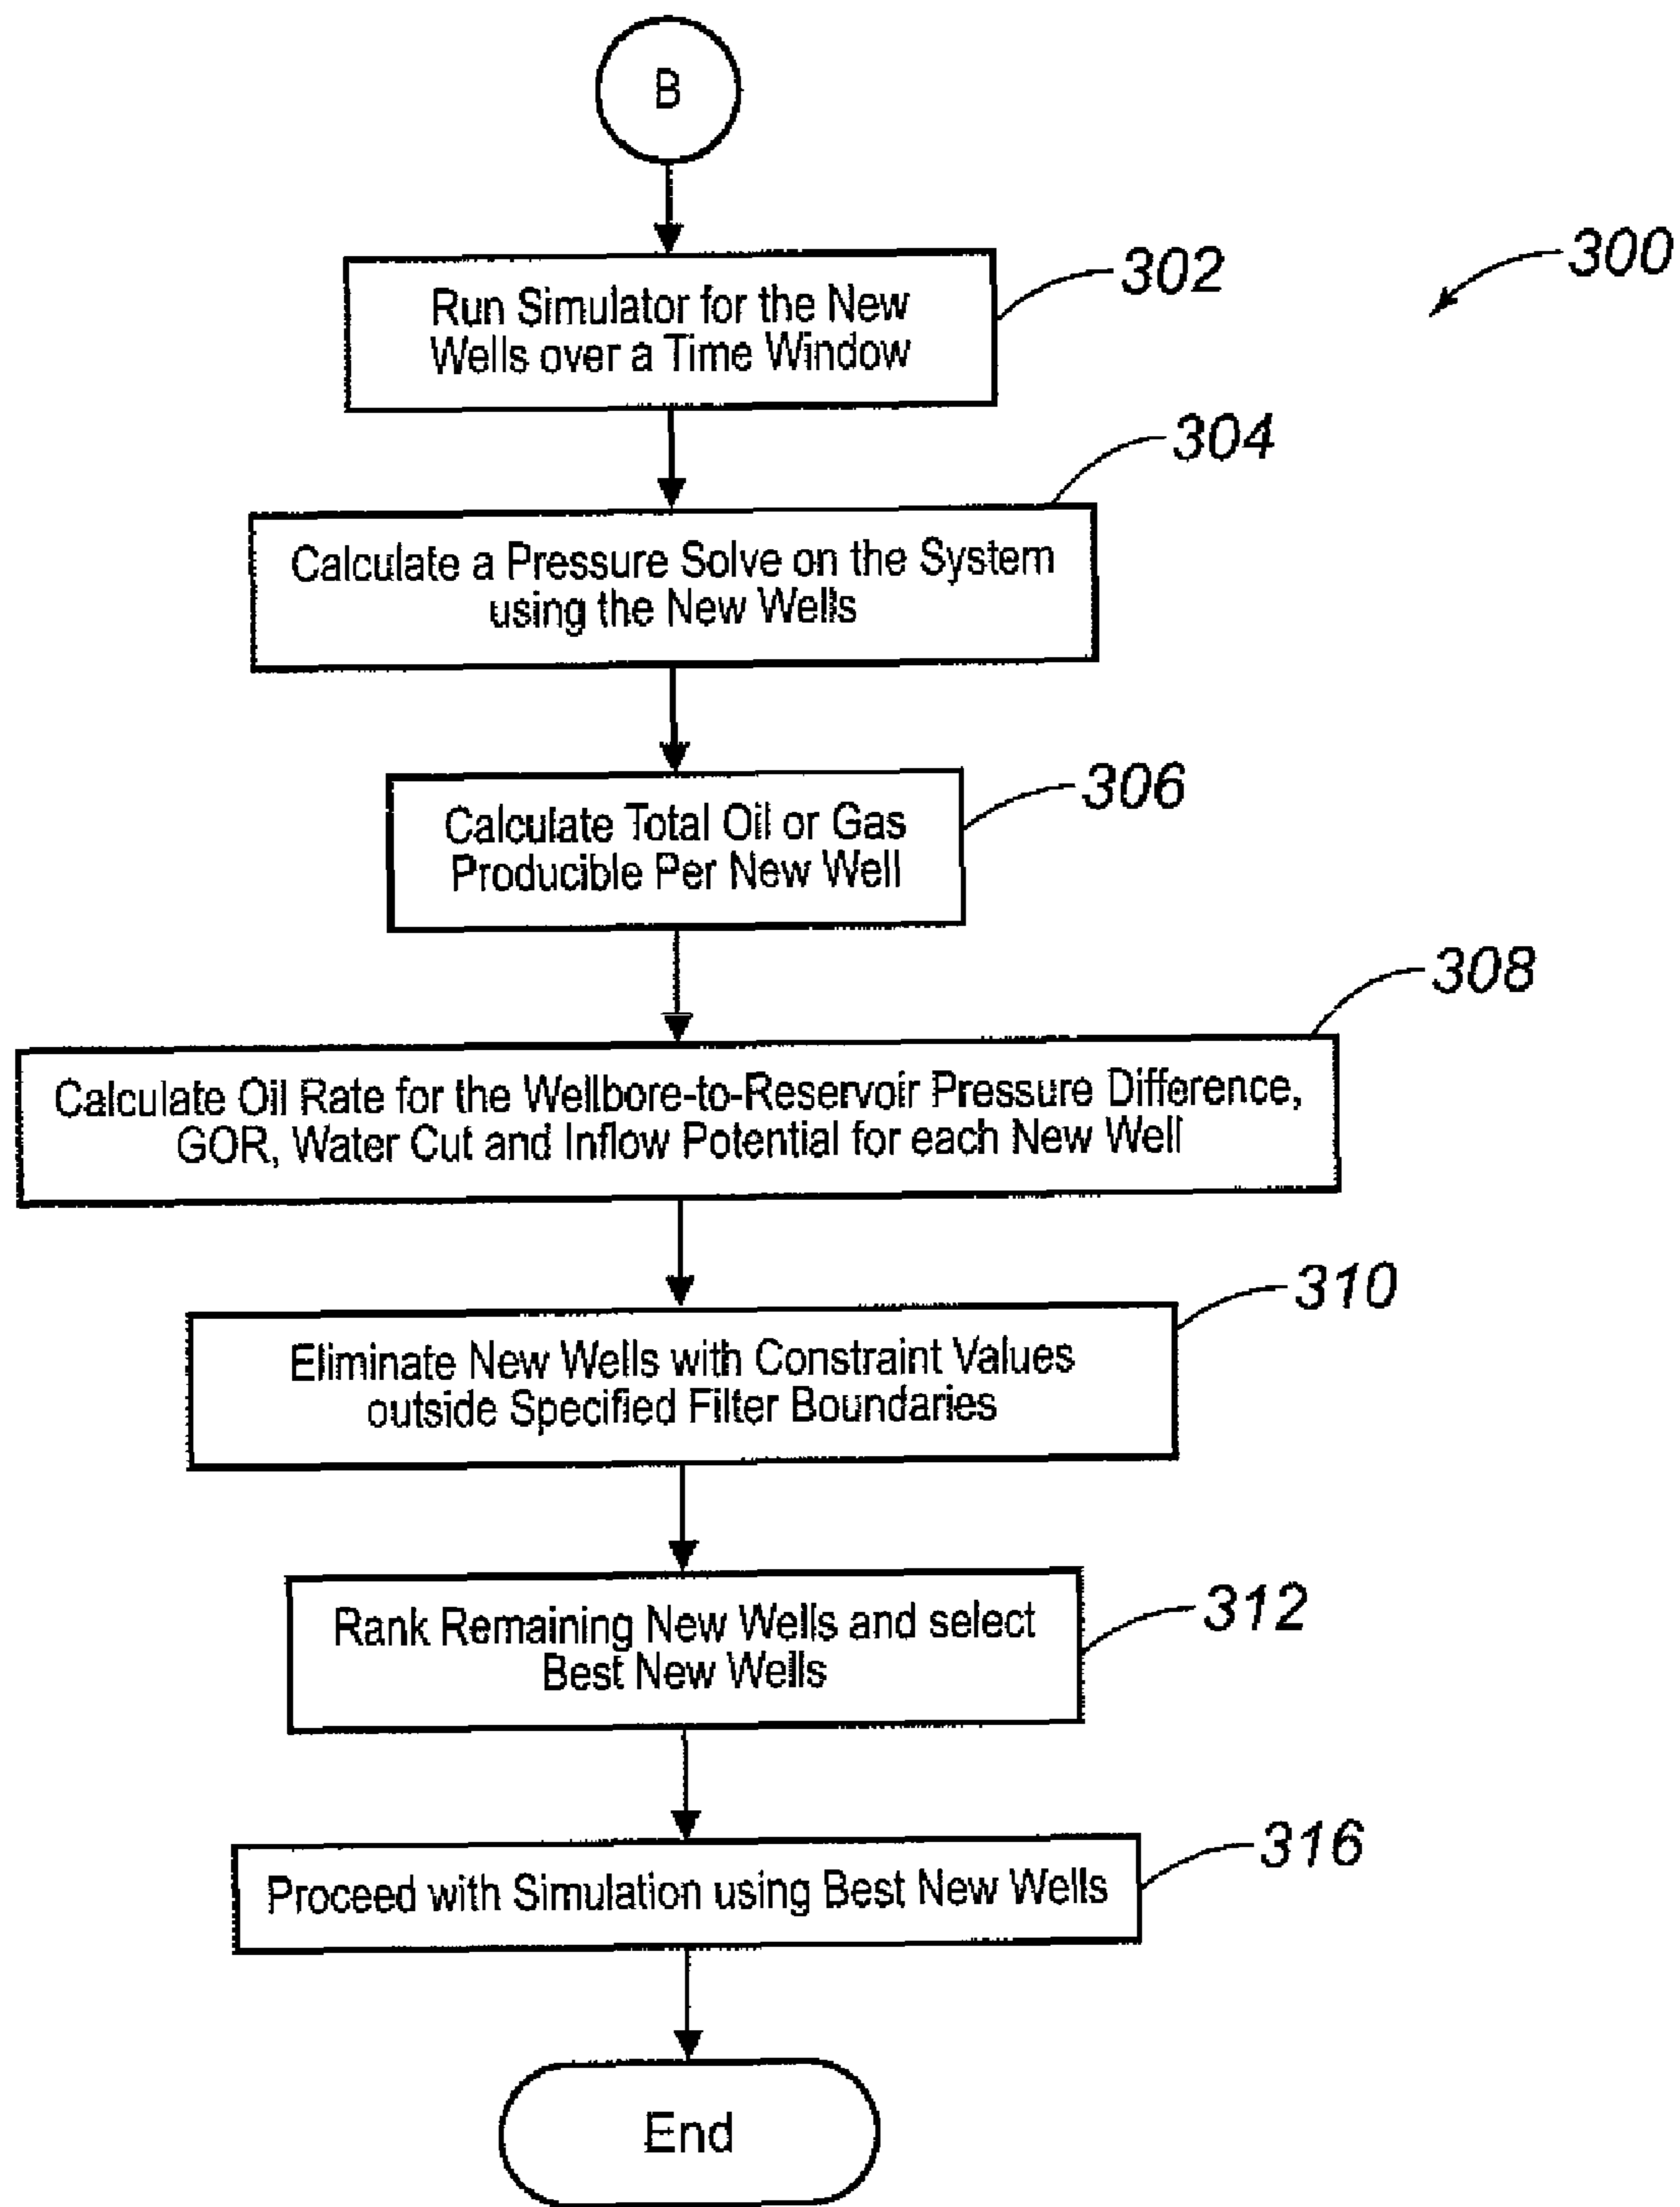 B
300
302
Run Simulator for the New
Wells over a Time Window
304
Calculate a Pressure Solve on the System
using the New Wells
306
Calculate Total Oil or Gas
Producible Per New Well
308
Calculate Oil Rate for the Wellbore-to-Reservoir Pressure Difference,
GOR, Water Cut and Inflow Potential for each New Well
310
Eliminate New Wells with Constraint Values
outside Specified Filter Boundaries
312
Rank Remaining New Wells and select
Best New Wells
316
Proceed with Simulation using Best New Wells
End